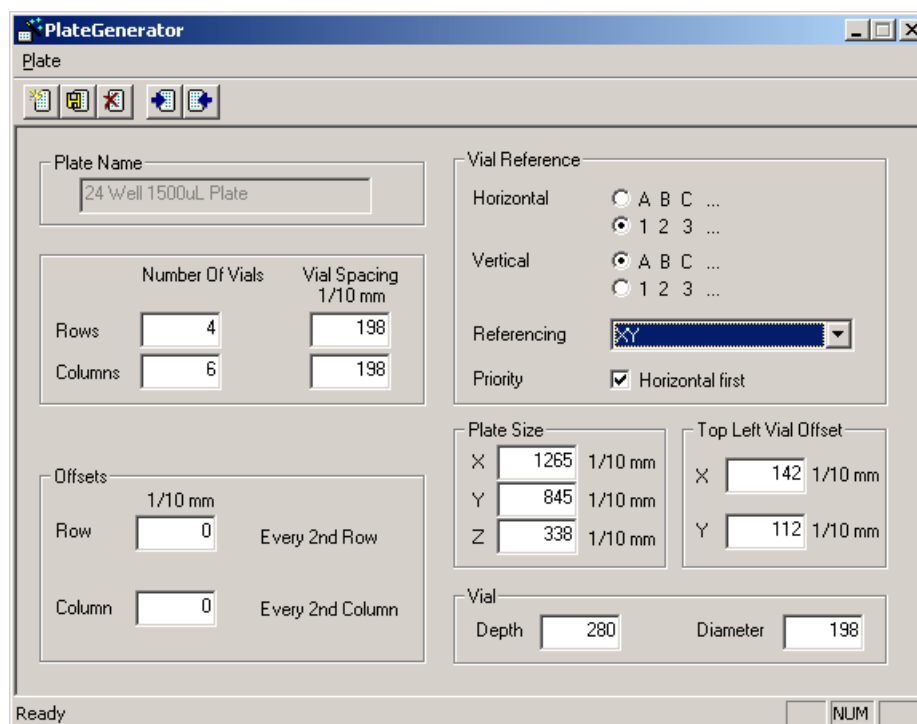 PlateGenerator
Plate
Plate Name
24 Well 1500uL Plate
Number Of Vials Vial Spacing
1/10 mm
Rows 4 198
Columns 6 198
Offsets
1/10 mm
Row 0 Every 2nd Row
Column 0 Every 2nd Column
Vial Reference
Horizontal A B C ...
1 2 3 ...
Vertical A B C ...
1 2 3 ...
Referencing XY
Priority Horizontal first
Plate Size
X 1265 1/10 mm
Y 845 1/10 mm
Z 338 1/10 mm
Top Left Vial Offset
X 142 1/10 mm
Y 112 1/10 mm
Vial
Depth 280 Diameter 198
Ready NUM